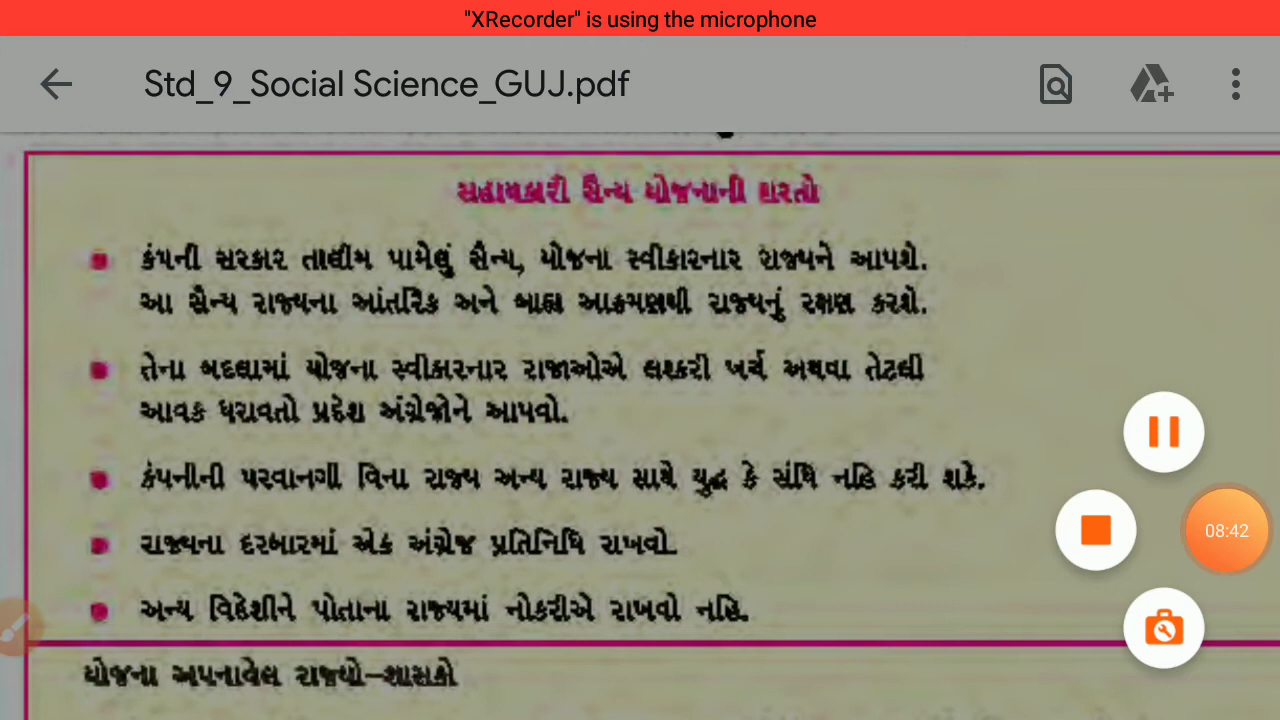 "XRecorder" is using the microphone
Std_9_Social Science_GUJ.pdf
સહાયકારી સૈન્ય યોજનાની શરતો
કંપની સરકાર તાલીમ પામેલું સૈન્ય, યોજના સ્વીકારનાર રાજ્યને આપશે.
આ સૈન્ય રાજ્યના આંતરિક અને બાહ્ય આક્રમણથી રાજ્યનું રક્ષણ કરશે.
તેના બદલામાં યોજના સ્વીકારનાર રાજાઓએ લશ્કરી ખર્ચ અથવા તેટલી
આવક ધરાવતો પ્રદેશ અંગ્રેજોને આપવો.
કંપનીની પરવાનગી વિના રાજ્ય અન્ય રાજ્ય સાથે યુદ્ધ કે સંધિ નહિ કરી શકે.
રાજ્યના દરબારમાં એક અંગ્રેજ પ્રતિનિધિ રાખવો.
અન્ય વિદેશીને પોતાના રાજ્યમાં નોકરીએ રાખવો નહિ.
યોજના અપનાવેલ રાજ્યો-શાસકો
08:42